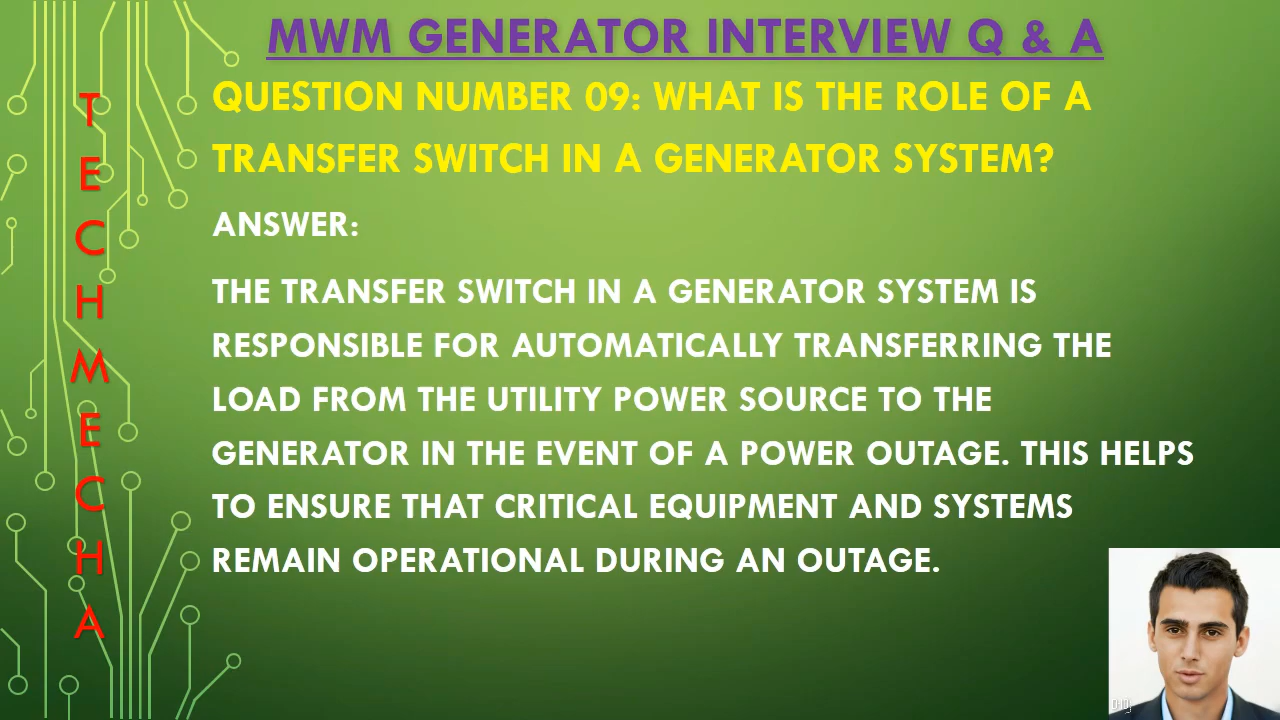 MWM GENERATOR INTERVIEW Q & A
QUESTION NUMBER 09: WHAT IS THE ROLE OF A
TRANSFER SWITCH IN A GENERATOR SYSTEM?
ANSWER:
THE TRANSFER SWITCH IN A GENERATOR SYSTEM IS
RESPONSIBLE FOR AUTOMATICALLY TRANSFERRING THE
LOAD FROM THE UTILITY POWER SOURCE TO THE
GENERATOR IN THE EVENT OF A POWER OUTAGE. THIS HELPS
TO ENSURE THAT CRITICAL EQUIPMENT AND SYSTEMS
REMAIN OPERATIONAL DURING AN OUTAGE.
TECHMECHA